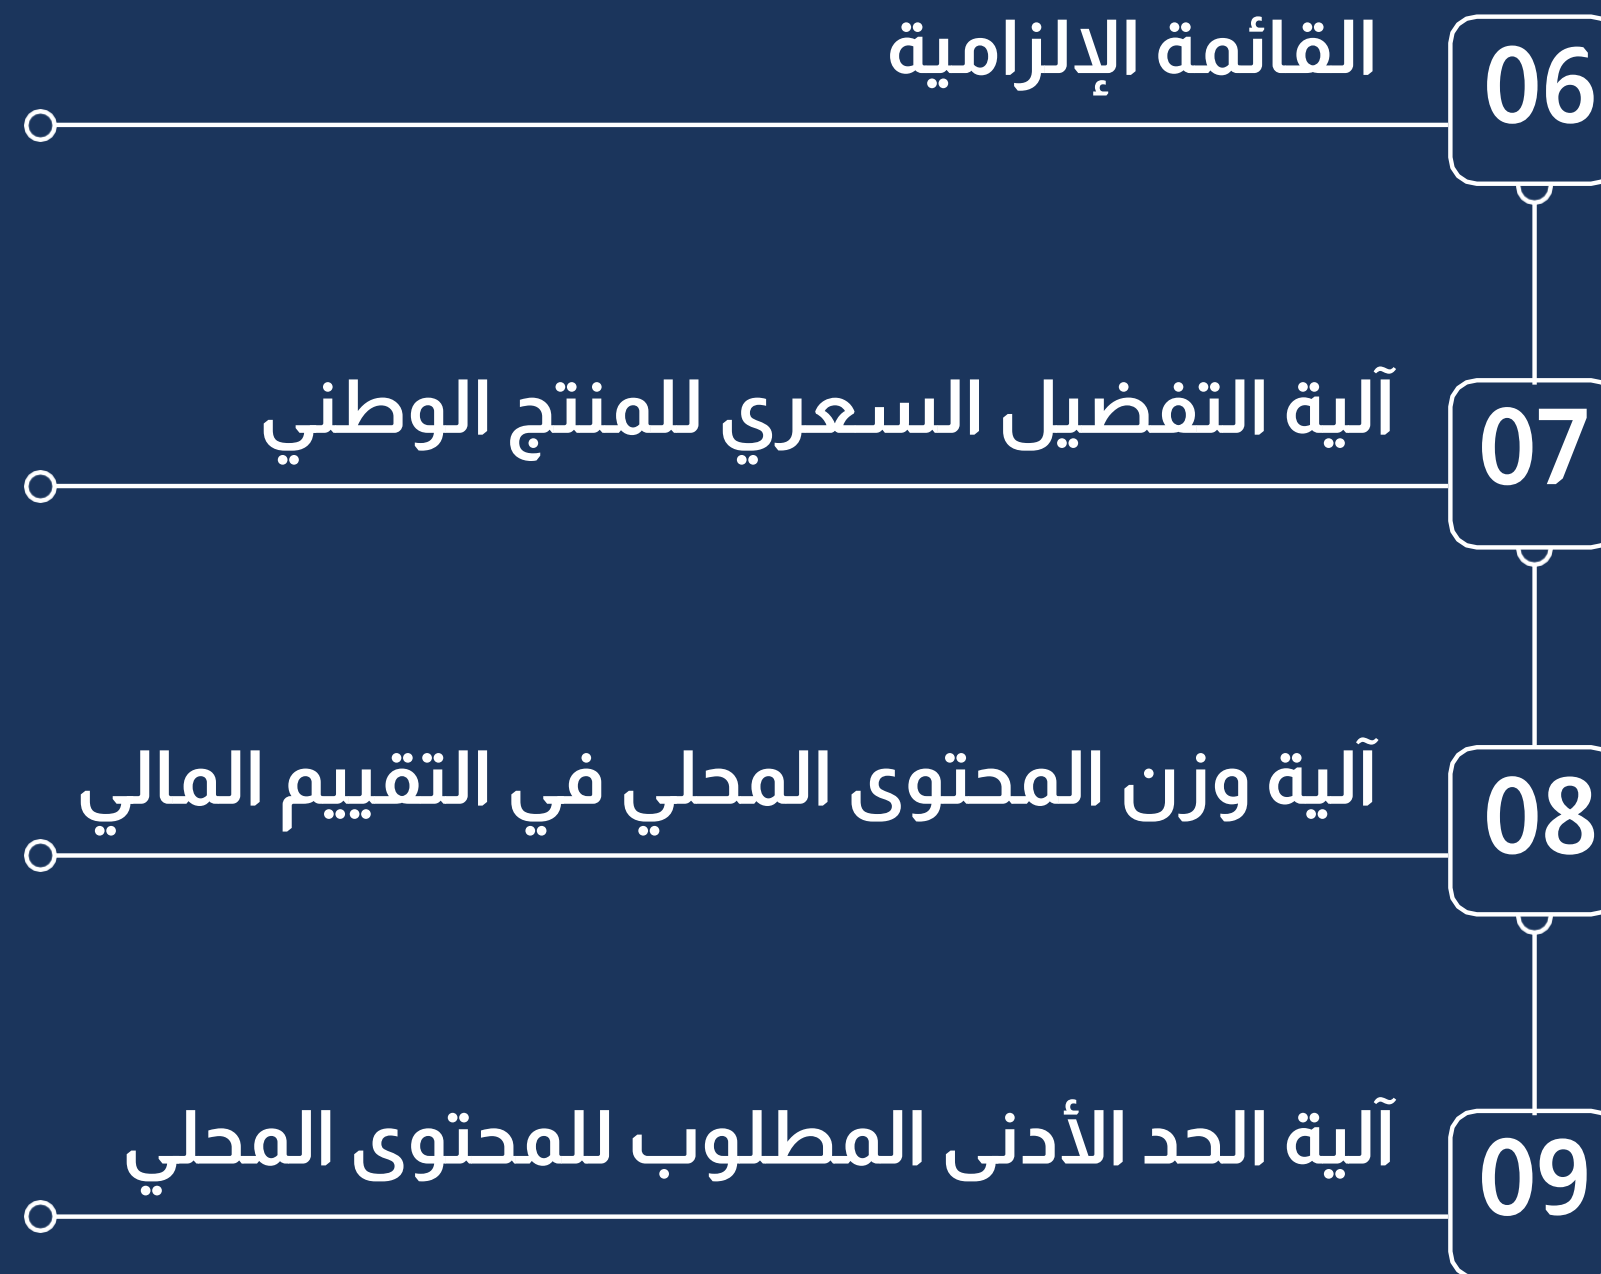 06
القائمة الإلزامية
07
آلية التفضيل السعري للمنتج الوطني
08
آلية وزن المحتوى المحلي في التقييم المالي
09
آلية الحد الأدنى المطلوب للمحتوى المحلي